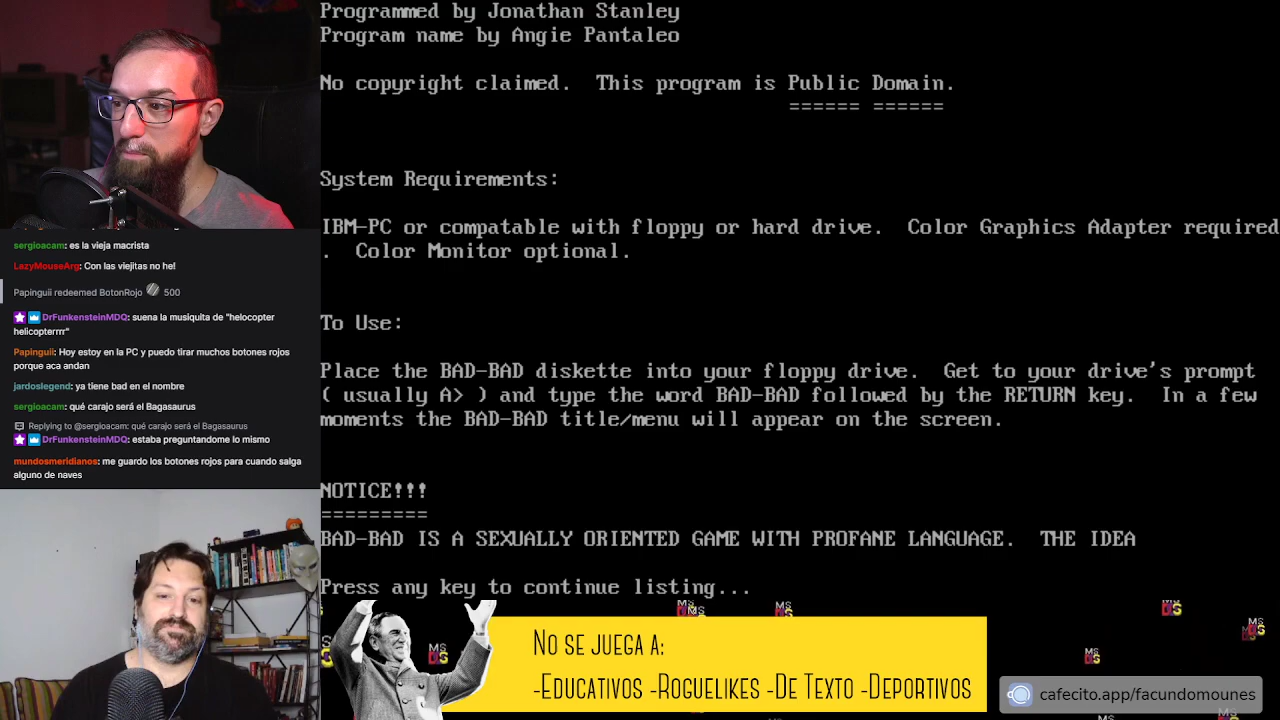 Programmed by Jonathan Stanley
Program name by Angie Pantaleo
No copyright claimed.  This program is Public Domain.
====== ======
System Requirements:
IBM-PC or compatable with floppy or hard drive.  Color Graphics Adapter required
.  Color Monitor optional.
To Use:
Place the BAD-BAD diskette into your floppy drive.  Get to your drive's prompt
( usually A> ) and type the word BAD-BAD followed by the RETURN key.  In a few
moments the BAD-BAD title/menu will appear on the screen.
NOTICE!!!
=========
BAD-BAD IS A SEXUALLY ORIENTED GAME WITH PROFANE LANGUAGE.  THE IDEA
Press any key to continue listing...
sergioacam: es la vieja macrista
LazyMouseArg: Con las viejitas no he!
Papinguii redeemed BotonRojo 500
DrFunkensteinMDQ: suena la musiquita de "helocopter
helicopterrrr"
Papinguii: Hoy estoy en la PC y puedo tirar muchos botones rojos
porque aca andan
jardoslegend: ya tiene bad en el nombre
sergioacam: qué carajo será el Bagasaurus
Replying to @sergioacam: qué carajo será el Bagasaurus
DrFunkensteinMDQ: estaba preguntandome lo mismo
mundosmeridianos: me guardo los botones rojos para cuando salga
alguno de naves
No se juega a:
-Educativos -Roguelikes -De Texto -Deportivos
cafecito.app/facundomounes